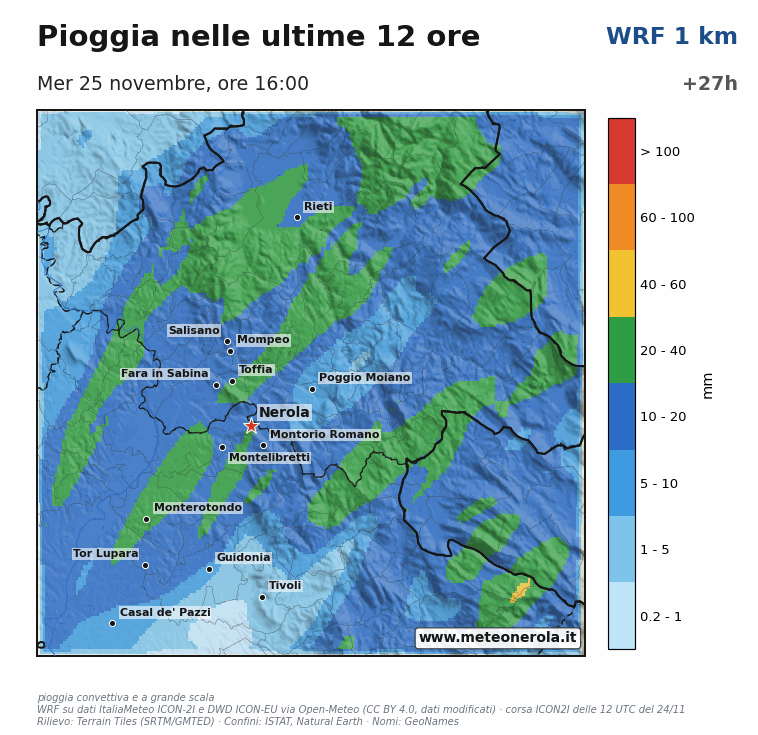 Pioggia nelle ultime 12 ore
WRF 1 km
Mer 25 novembre, ore 16:00
+27h
> 100
60 - 100
40 - 60
20 - 40
10 - 20
5 - 10
1 - 5
0.2 - 1
mm
Rieti
Salisano
Mompeo
Fara in Sabina
Toffia
Poggio Moiano
Nerola
Montorio Romano
Montelibretti
Monterotondo
Tor Lupara
Guidonia
Tivoli
Casal de' Pazzi
www.meteonerola.it
pioggia convettiva e a grande scala
WRF su dati ItaliaMeteo ICON-2I e DWD ICON-EU via Open-Meteo (CC BY 4.0, dati modificati) · corsa ICON2I delle 12 UTC del 24/11
Rilievo: Terrain Tiles (SRTM/GMTED) · Confini: ISTAT, Natural Earth · Nomi: GeoNames